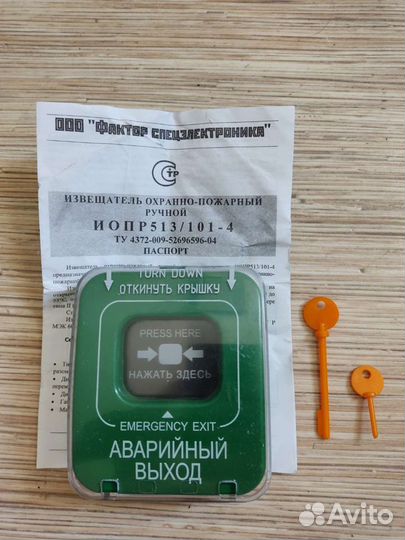 ООО "ФАКТОР СПЕЦЭЛЕКТРОНИКА"
С ТР
ИЗВЕЩАТЕЛЬ ОХРАННО-ПОЖАРНЫЙ
РУЧНОЙ
ИОПР513/101-4
ТУ 4372-009-52696596-04
ПАСПОРТ
TURN DOWN
ОТКИНУТЬ КРЫШКУ
PRESS HERE
НАЖАТЬ ЗДЕСЬ
EMERGENCY EXIT
АВАРИЙНЫЙ
ВЫХОД
Avito